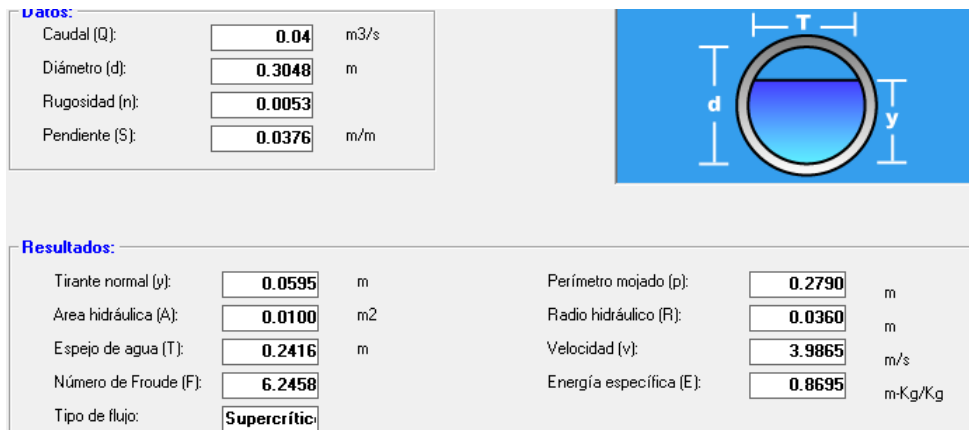 Datos:
Caudal (Q): 0.04 m3/s
Diámetro (d): 0.3048 m
Rugosidad (n): 0.0053
Pendiente (S): 0.0376 m/m
T
d
y
Resultados:
Tirante normal (y): 0.0595 m
Area hidráulica (A): 0.0100 m2
Espejo de agua (T): 0.2416 m
Número de Froude (F): 6.2458
Tipo de flujo: Supercrític
Perímetro mojado (p): 0.2790 m
Radio hidráulico (R): 0.0360 m
Velocidad (v): 3.9865 m/s
Energía específica (E): 0.8695 m-Kg/Kg